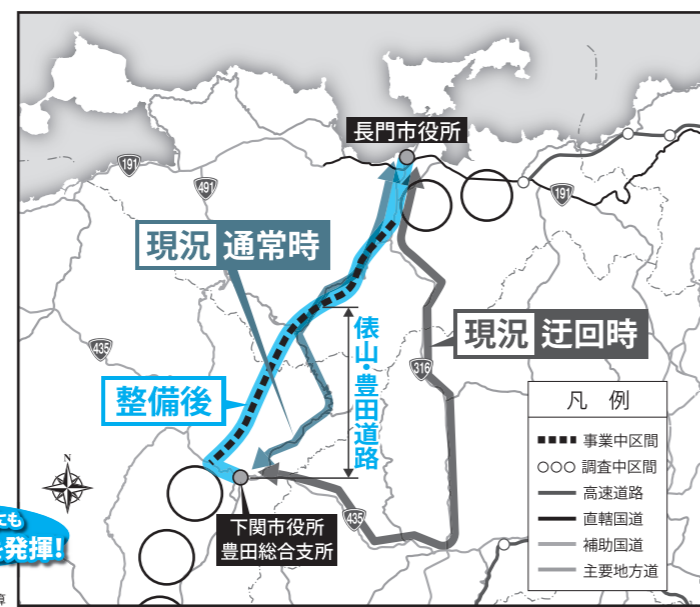 長門市役所
191
491
191
現況 通常時
現況 迂回時
435
316
俵山・豊田道路
整備後
N
下関市役所
豊田総合支所
435
凡 例
事業中区間
調査中区間
高速道路
直轄国道
補助国道
主要地方道
にも
発揮!
算